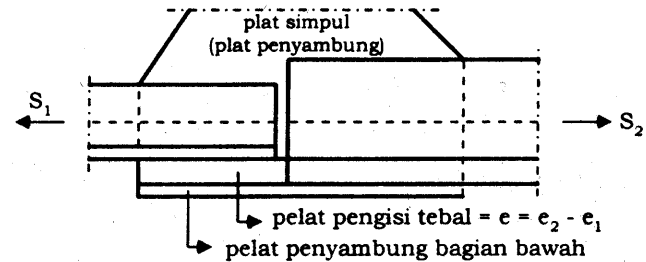 plat simpul
(plat penyambung)
S₁
S₂
pelat pengisi tebal = e = e₂ - e₁
pelat penyambung bagian bawah